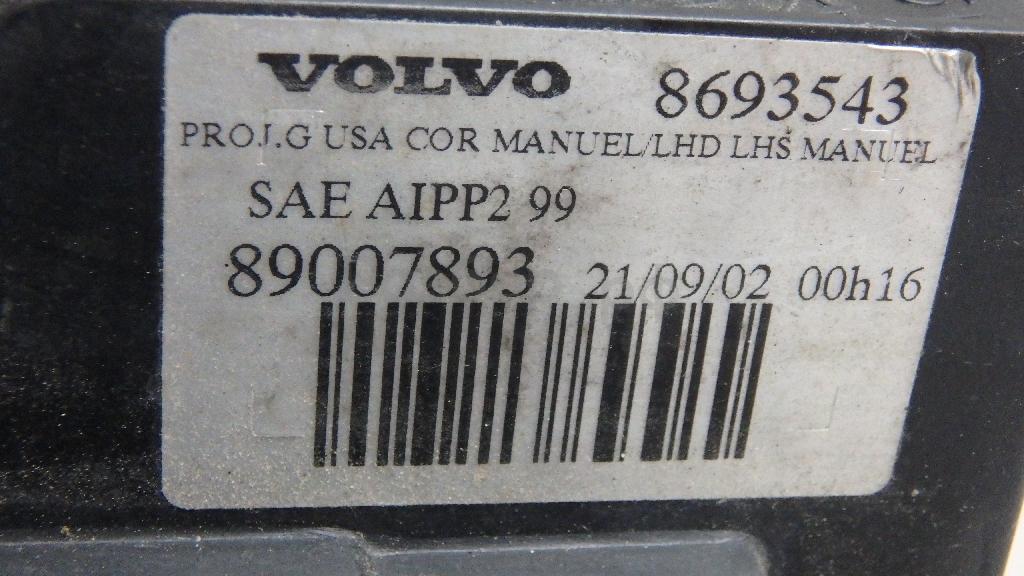 VOLVO 8693543
PROJ.G USA COR MANUEL/LHD LHS MANUEL
SAE AIPP2 99
89007893 21/09/02 00h16